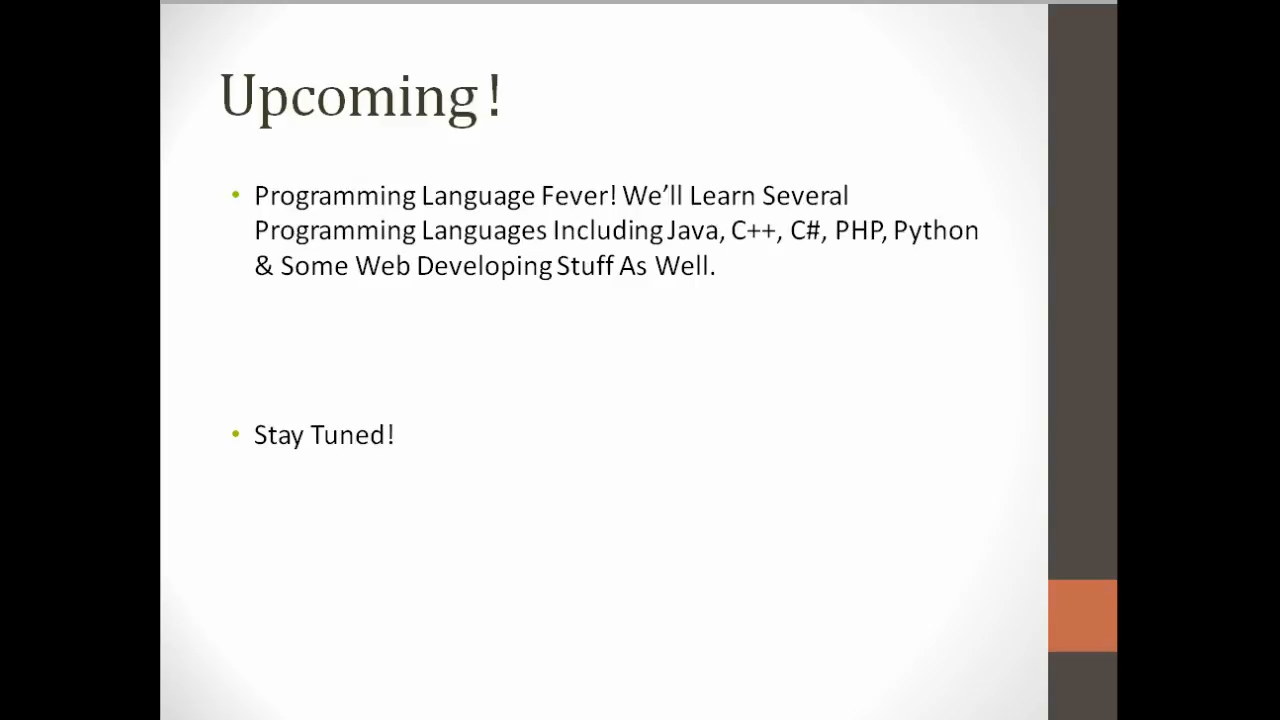 Upcoming!
• Programming Language Fever! We’ll Learn Several
Programming Languages Including Java, C++, C#, PHP, Python
& Some Web Developing Stuff As Well.
• Stay Tuned!